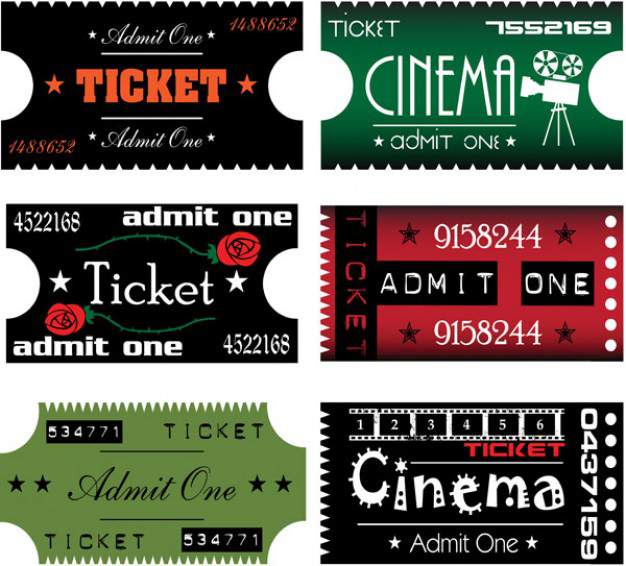 1488652
Admit One
TICKET
Admit One
1488652
TICKET 7552169
CINEMA
admit one
4522168 admit one
Ticket
admit one 4522168
TICKET
9158244
ADMIT ONE
9158244
534771 TICKET
Admit One
TICKET 534771
1 2 3 4 5 6
TICKET
Cinema
Admit One
0437159